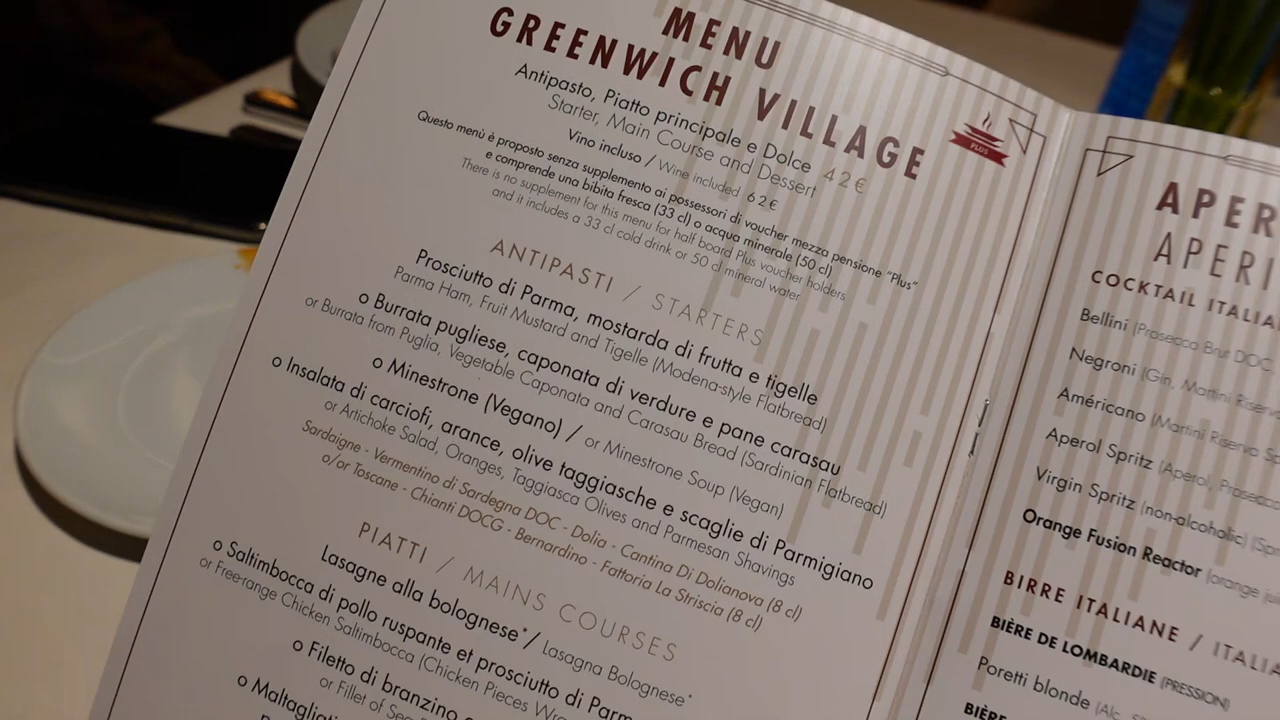 MENU
GREENWICH VILLAGE
PLUS
Antipasto, Piatto principale e Dolce 42€
Starter, Main Course and Dessert
Vino incluso / Wine included 62€
Questo menù è proposto senza supplemento ai possessori di voucher mezza pensione "Plus"
e comprende una bibita fresca (33 cl) o acqua minerale (50 cl)
There is no supplement for this menu for half board Plus voucher holders
and it includes a 33 cl cold drink or 50 cl mineral water
ANTIPASTI / STARTERS
Prosciutto di Parma, mostarda di frutta e tigelle
Parma Ham, Fruit Mustard and Tigelle (Modena-style Flatbread)
o Burrata pugliese, caponata di verdure e pane carasau
or Burrata from Puglia, Vegetable Caponata and Carasau Bread (Sardinian Flatbread)
o Minestrone (Vegano) / or Minestrone Soup (Vegan)
o Insalata di carciofi, arance, olive taggiasche e scaglie di Parmigiano
or Artichoke Salad, Oranges, Taggiasca Olives and Parmesan Shavings
Sardaigne - Vermentino di Sardegna DOC - Dolia - Cantina Di Dolianova (8 cl)
o/or Toscane - Chianti DOCG - Bernardino - Fattoria La Striscia (8 cl)
PIATTI / MAINS COURSES
Lasagne alla bolognese* / Lasagna Bolognese*
o Saltimbocca di pollo ruspante et prosciutto di Parm
or Free-range Chicken Saltimbocca (Chicken Pieces Wra
o Filetto di branzino
or Fillet of Sea
o Maltagliati
APER
APERI
COCKTAIL ITALIA
Bellini (Prosecco Brut DOC,
Negroni (Gin, Martini Riserva
Américano (Martini Riserva Sp
Aperol Spritz (Aperol, Prosecco
Virgin Spritz (non-alcoholic) (Sp
Orange Fusion Reactor (orange ju
BIRRE ITALIANE / ITALIA
BIÈRE DE LOMBARDIE (PRESSION)
Poretti blonde (Alc. 5
BIÈRE